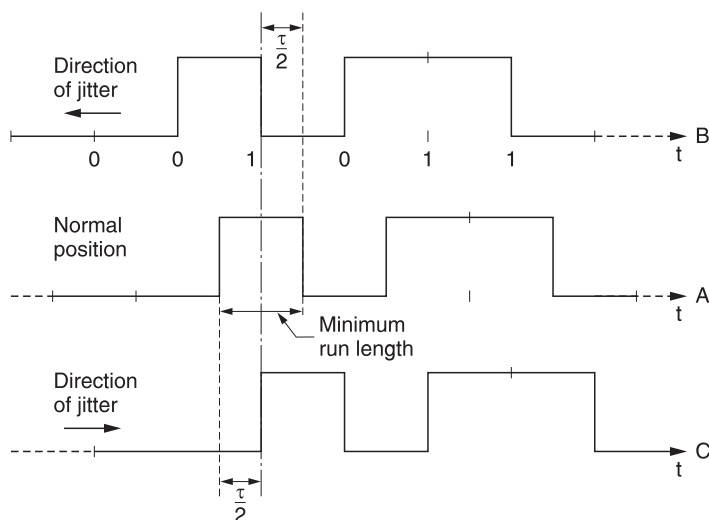 τ
2
Direction
of jitter
B
t
0 0 1 0 1 1
Normal
position
A
t
Minimum
run length
Direction
of jitter
C
t
τ
2